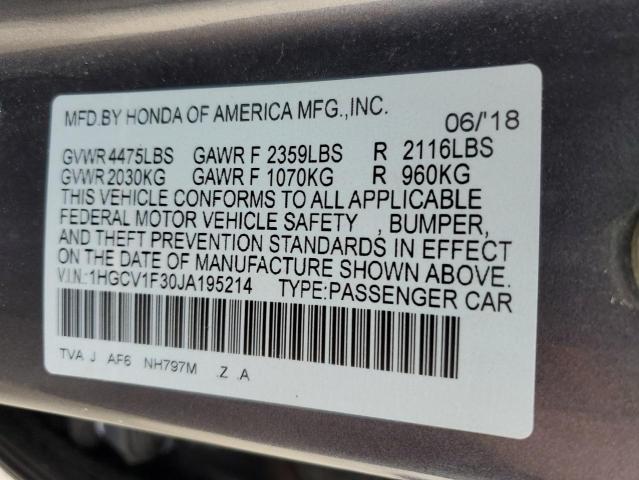 MFD.BY HONDA OF AMERICA MFG.,INC.
06/'18
GVWR 4475LBS GAWR F 2359LBS R 2116LBS
GVWR 2030KG GAWR F 1070KG R 960KG
THIS VEHICLE CONFORMS TO ALL APPLICABLE
FEDERAL MOTOR VEHICLE SAFETY , BUMPER,
AND THEFT PREVENTION STANDARDS IN EFFECT
ON THE DATE OF MANUFACTURE SHOWN ABOVE.
V.I.N.:1HGCV1F30JA195214 TYPE:PASSENGER CAR
TVA J AF6 NH797M .Z .A